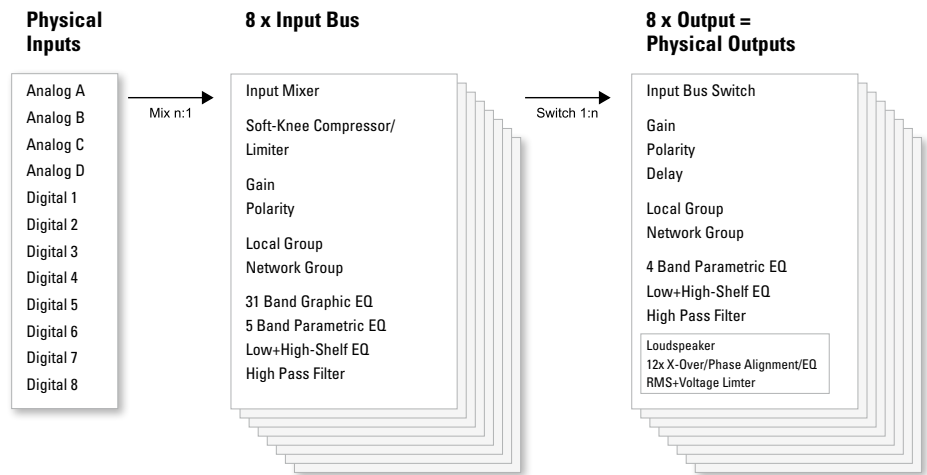 Physical
Inputs
8 x Input Bus
8 x Output =
Physical Outputs
Analog A
Analog B
Analog C
Analog D
Digital 1
Digital 2
Digital 3
Digital 4
Digital 5
Digital 6
Digital 7
Digital 8
Mix n:1
Input Mixer
Soft-Knee Compressor/
Limiter
Gain
Polarity
Local Group
Network Group
31 Band Graphic EQ
5 Band Parametric EQ
Low+High-Shelf EQ
High Pass Filter
Switch 1:n
Input Bus Switch
Gain
Polarity
Delay
Local Group
Network Group
4 Band Parametric EQ
Low+High-Shelf EQ
High Pass Filter
Loudspeaker
12x X-Over/Phase Alignment/EQ
RMS+Voltage Limter